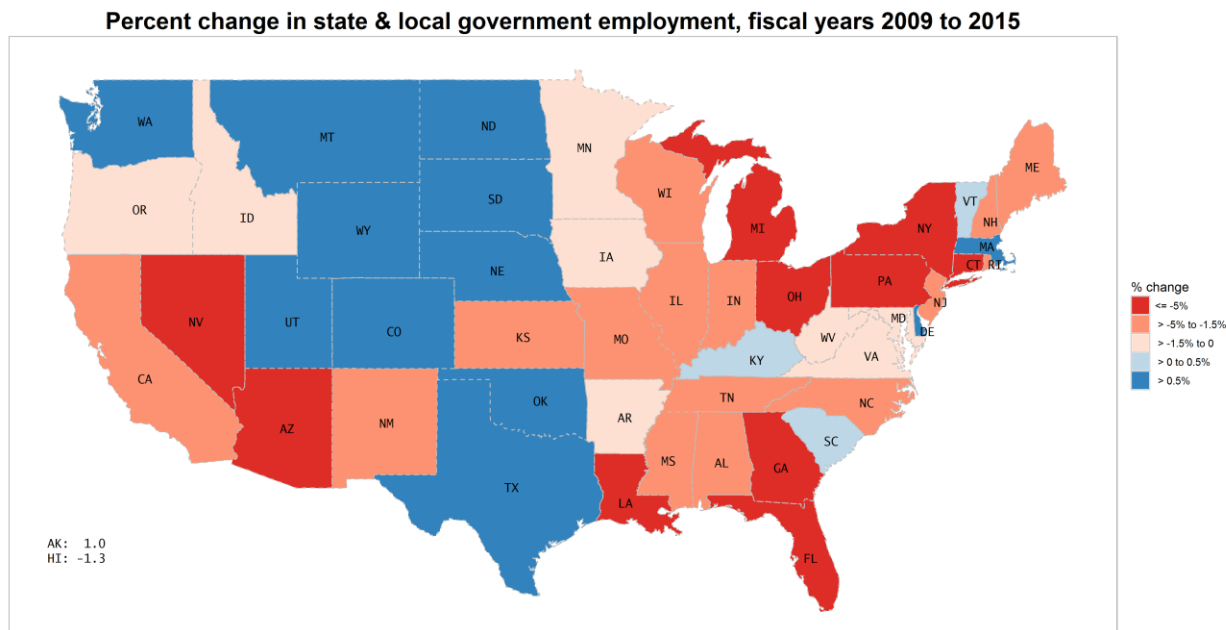 Percent change in state & local government employment, fiscal years 2009 to 2015
WA
MT
ND
MN
ME
OR
ID
SD
WI
VT
NH
WY
MI
NY
MA
NE
IA
CT
RI
PA
NV
UT
CO
IL
IN
OH
NJ
MD
DE
KS
MO
WV
VA
KY
CA
TN
NC
OK
AR
NM
AZ
SC
MS
AL
GA
TX
LA
FL
AK: 1.0
HI: -1.3
% change
<= -5%
> -5% to -1.5%
> -1.5% to 0
> 0 to 0.5%
> 0.5%